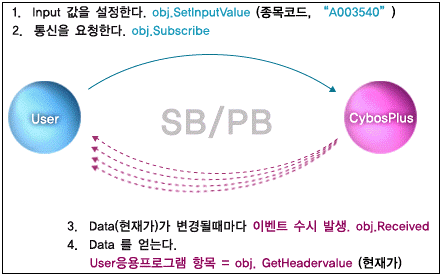 1. Input 값을 설정한다. obj.SetInputValue (종목코드, “A003540” )
2. 통신을 요청한다. obj.Subscribe
User
SB/PB
CybosPlus
3. Data(현재가)가 변경될때마다 이벤트 수시 발생. obj.Received
4. Data 를 얻는다.
User응용프로그램 항목 = obj. GetHeadervalue (현재가)